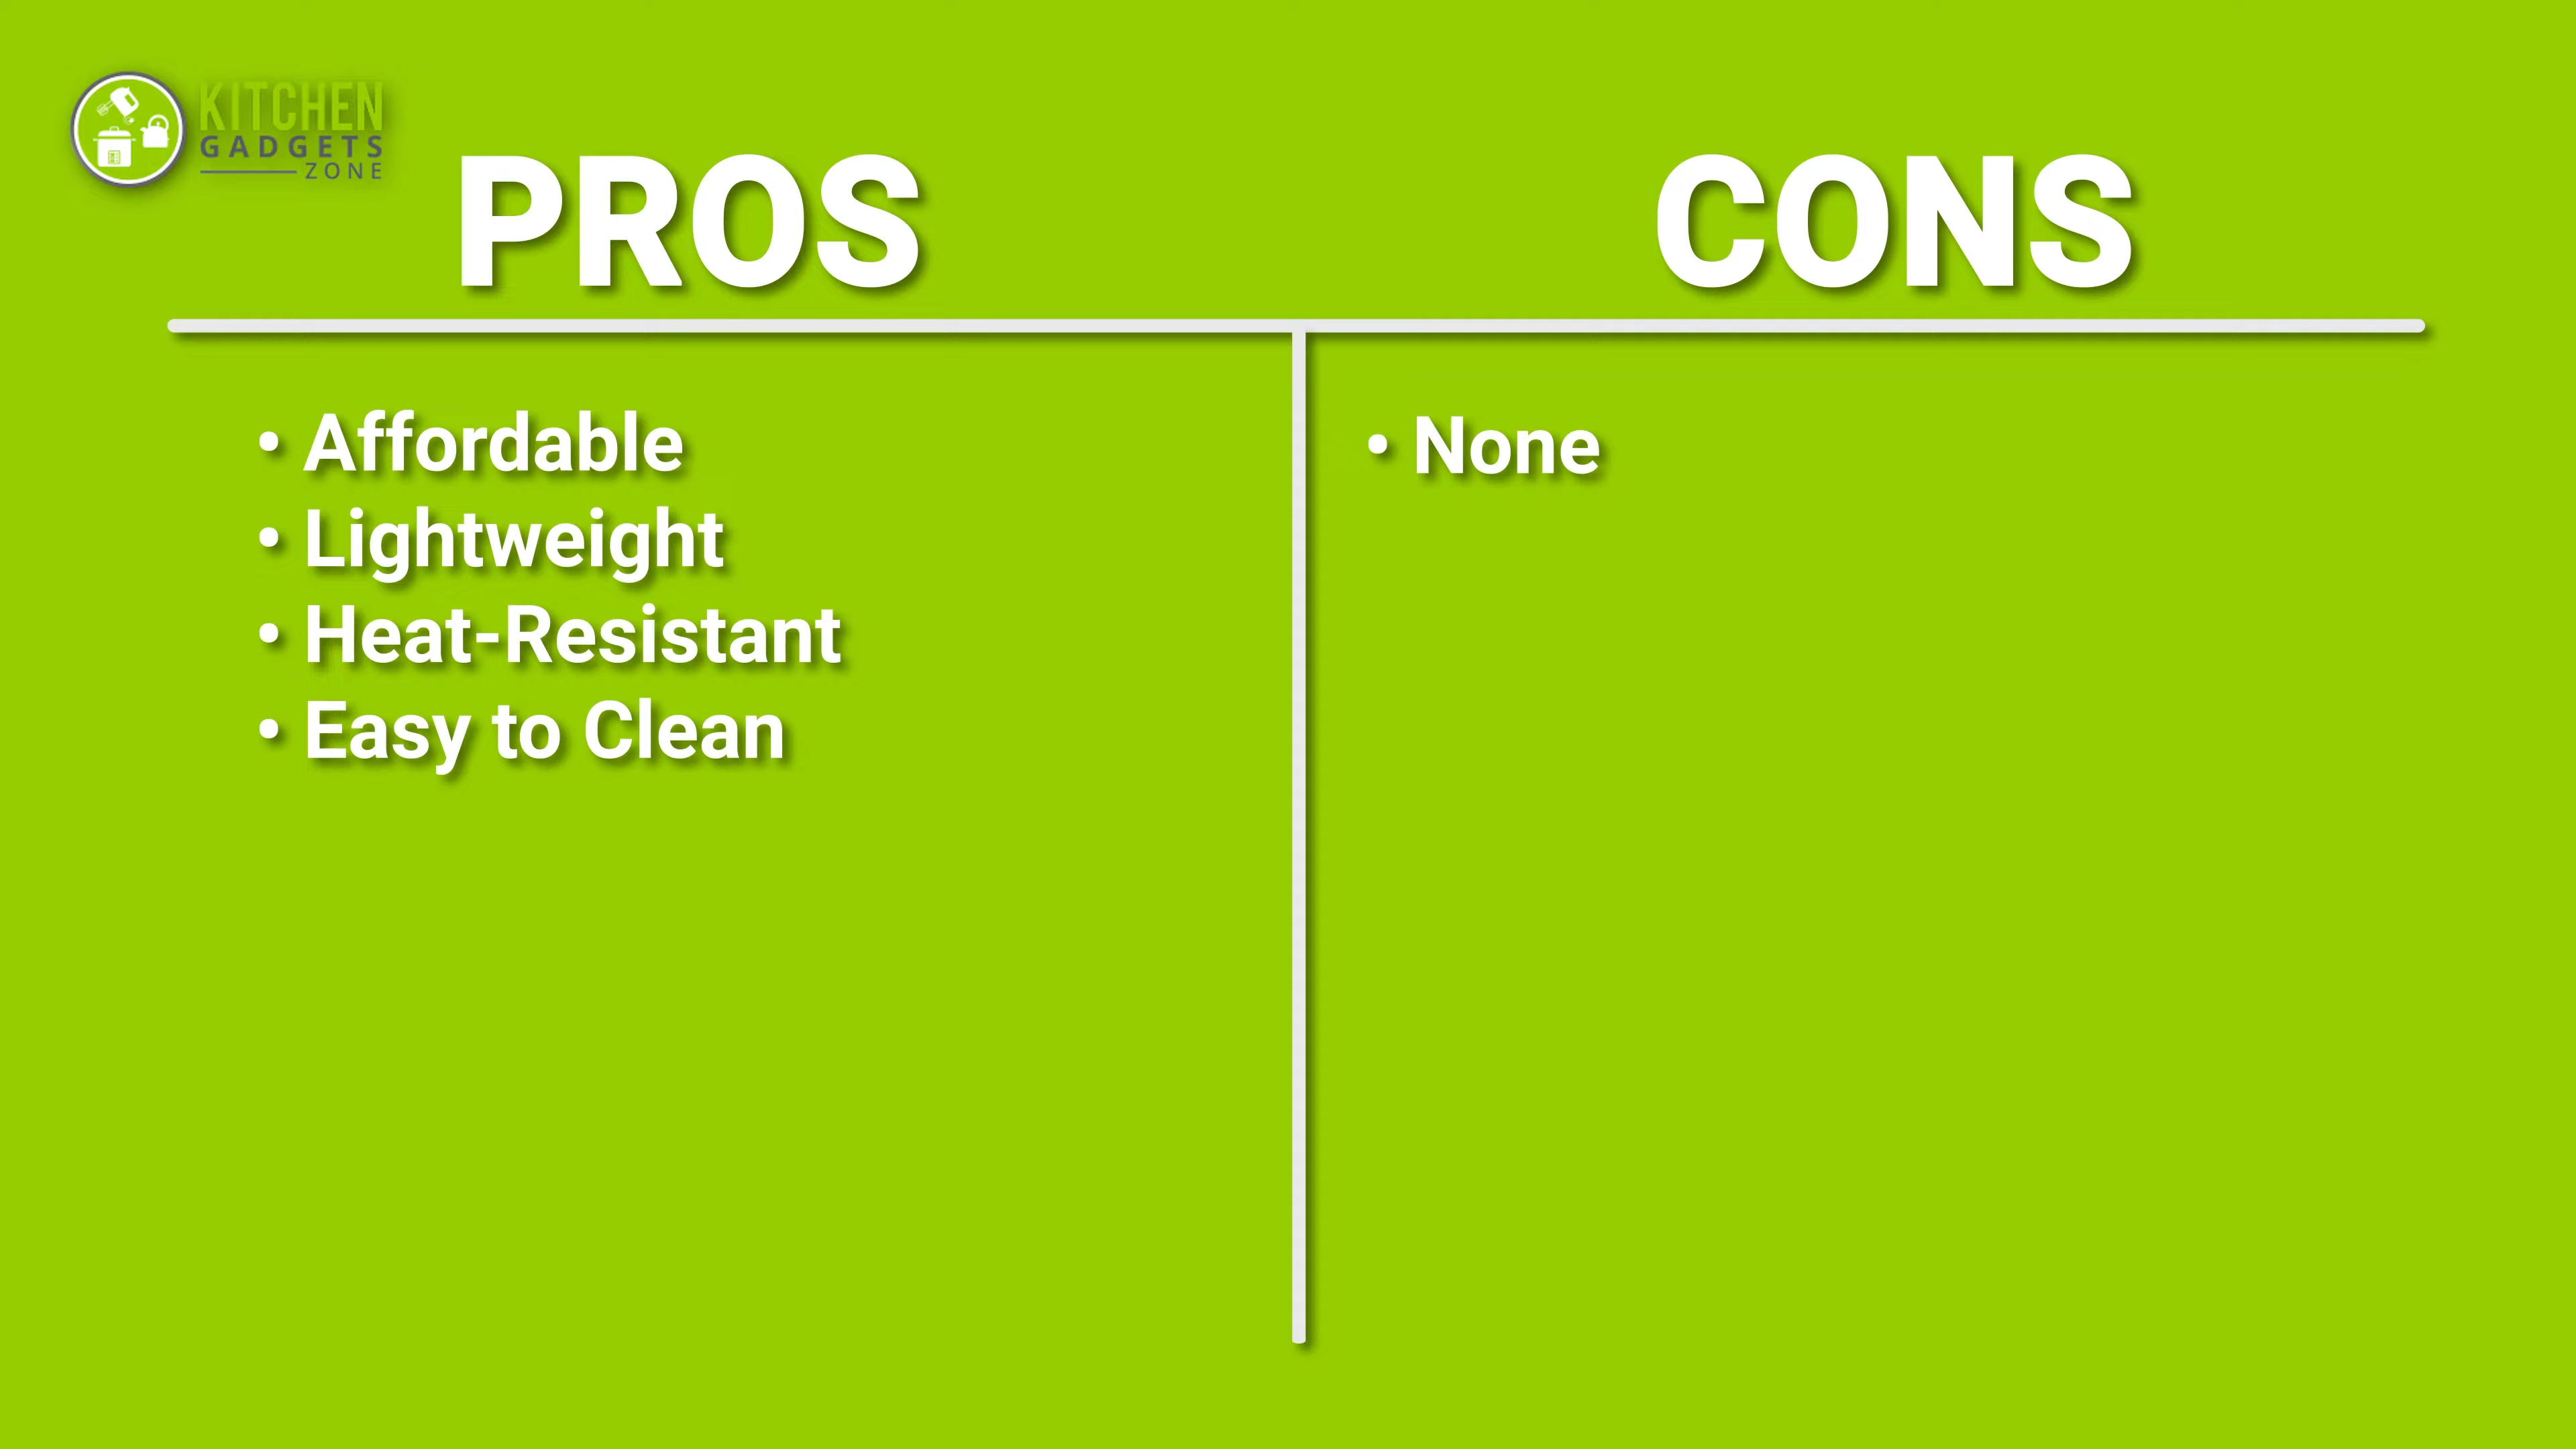 KITCHEN
GADGETS
ZONE
PROS
CONS
• Affordable
• Lightweight
• Heat-Resistant
• Easy to Clean
• None